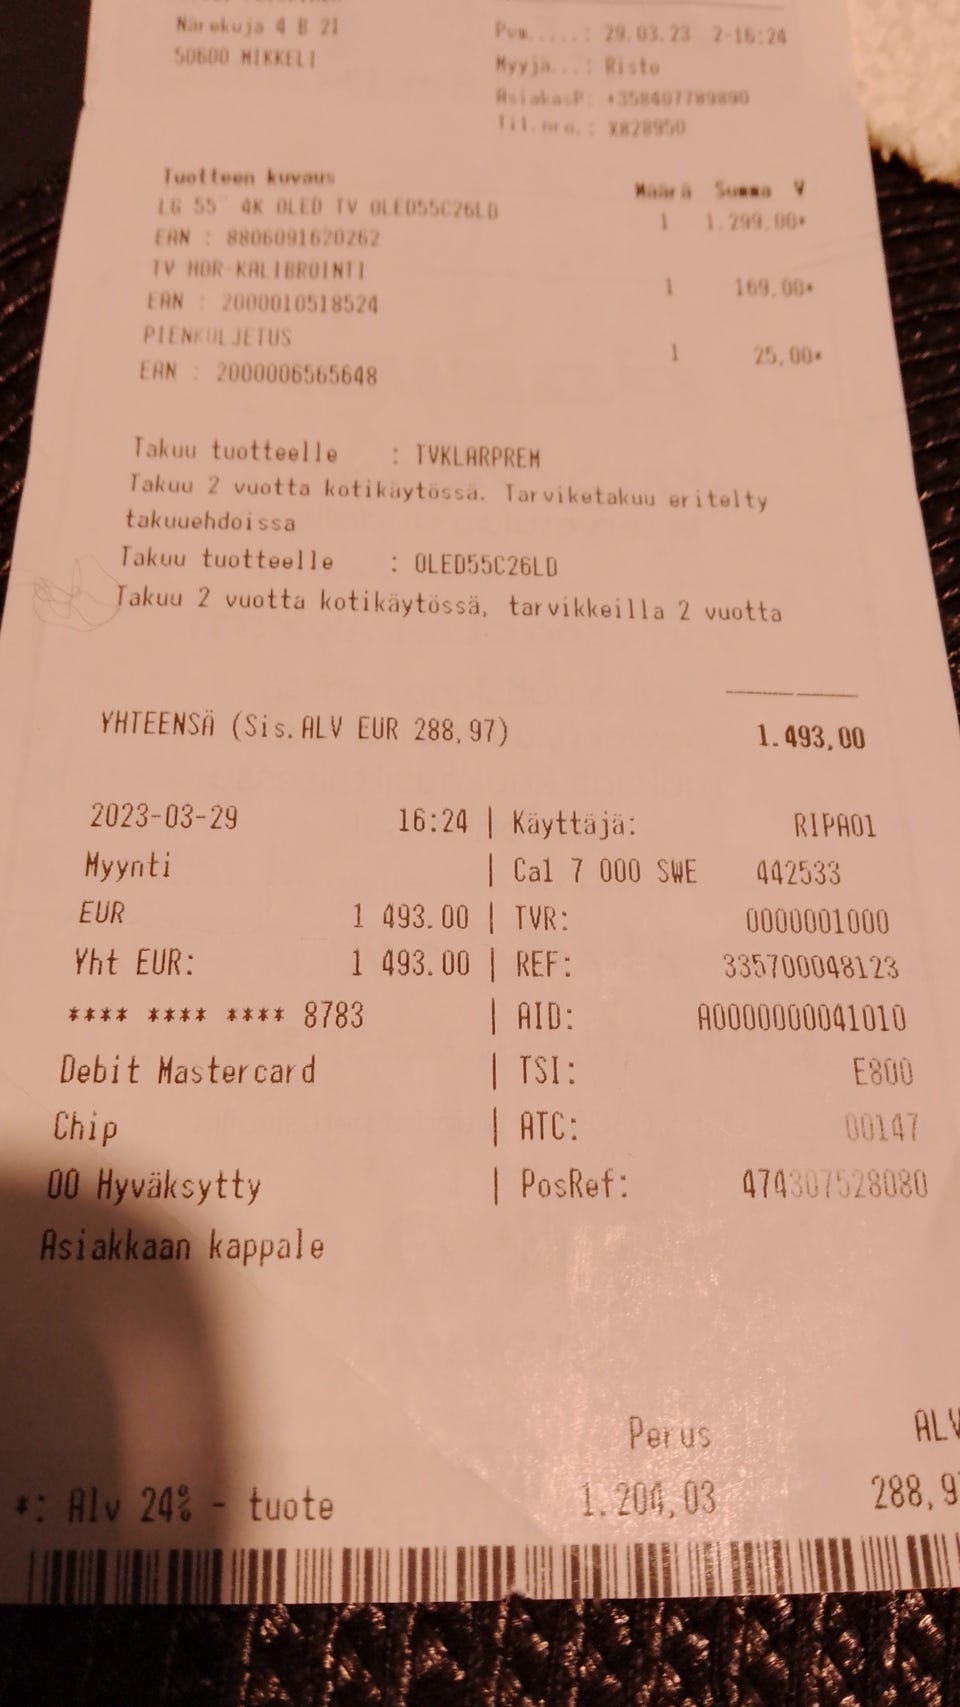 Närekuja 4 B 21
50600 MIKKELI
Pvm.....: 29.03.23 2-16:24
Myyjä...: Risto
AsiakasP: +358407789890
Til.nro.: X828950
Tuotteen kuvaus Määrä Summa V
LG 55" 4K OLED TV OLED55C26LD 1 1.299,00*
EAN : 8806091620262
TV HDR-KALIBROINTI 1 169,00*
EAN : 2000010518524
PIENKULJETUS 1 25,00*
EAN : 2000006565648
Takuu tuotteelle : TVKLARPREM
Takuu 2 vuotta kotikäytössä. Tarviketakuu eritelty
takuuehdoissa
Takuu tuotteelle : OLED55C26LD
Takuu 2 vuotta kotikäytössä, tarvikkeilla 2 vuotta
YHTEENSÄ (Sis.ALV EUR 288,97) 1.493,00
2023-03-29 16:24 | Käyttäjä: RIPA01
Myynti | Cal 7 000 SWE 442533
EUR 1 493.00 | TVR: 0000001000
Yht EUR: 1 493.00 | REF: 335700048123
**** **** **** 8783 | AID: A0000000041010
Debit Mastercard | TSI: E800
Chip | ATC: 00147
00 Hyväksytty | PosRef: 474307528080
Asiakkaan kappale
Perus ALV
*: Alv 24% - tuote 1.204,03 288,9